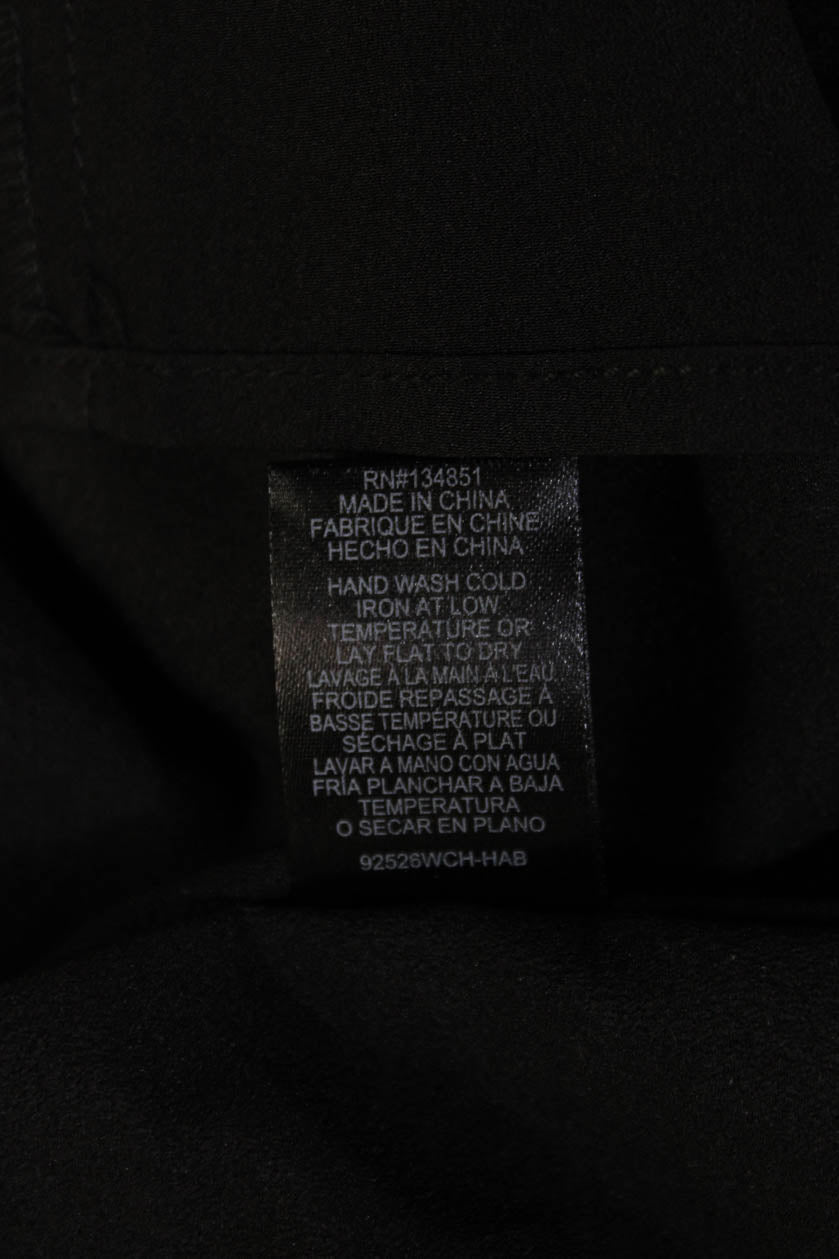 RN#134851
MADE IN CHINA
FABRIQUE EN CHINE
HECHO EN CHINA
HAND WASH COLD
IRON AT LOW
TEMPERATURE OR
LAY FLAT TO DRY
LAVAGE À LA MAIN À L'EAU
FROIDE REPASSAGE À
BASSE TEMPÉRATURE OU
SÉCHAGE À PLAT
LAVAR A MANO CON AGUA
FRÍA PLANCHAR A BAJA
TEMPERATURA
O SECAR EN PLANO
92526WCH-HAB